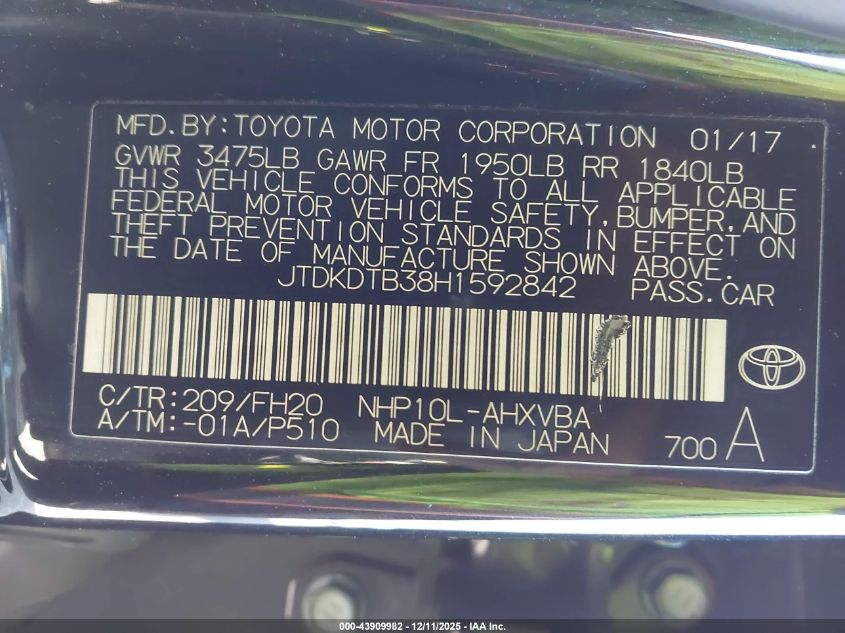 MFD.BY:TOYOTA MOTOR CORPORATION 01/17
GVWR 3475LB GAWR FR 1950LB RR 1840LB
THIS VEHICLE CONFORMS TO ALL APPLICABLE
FEDERAL MOTOR VEHICLE SAFETY,BUMPER,AND
THEFT PREVENTION STANDARDS IN EFFECT ON
THE DATE OF MANUFACTURE SHOWN ABOVE.
JTDKDTB38H1592842 PASS.CAR
C/TR:209/FH20 NHP10L-AHXVBA
A/TM:-01A/P510 MADE IN JAPAN 700 A
000-43909982 - 12/11/2025 - IAA Inc.